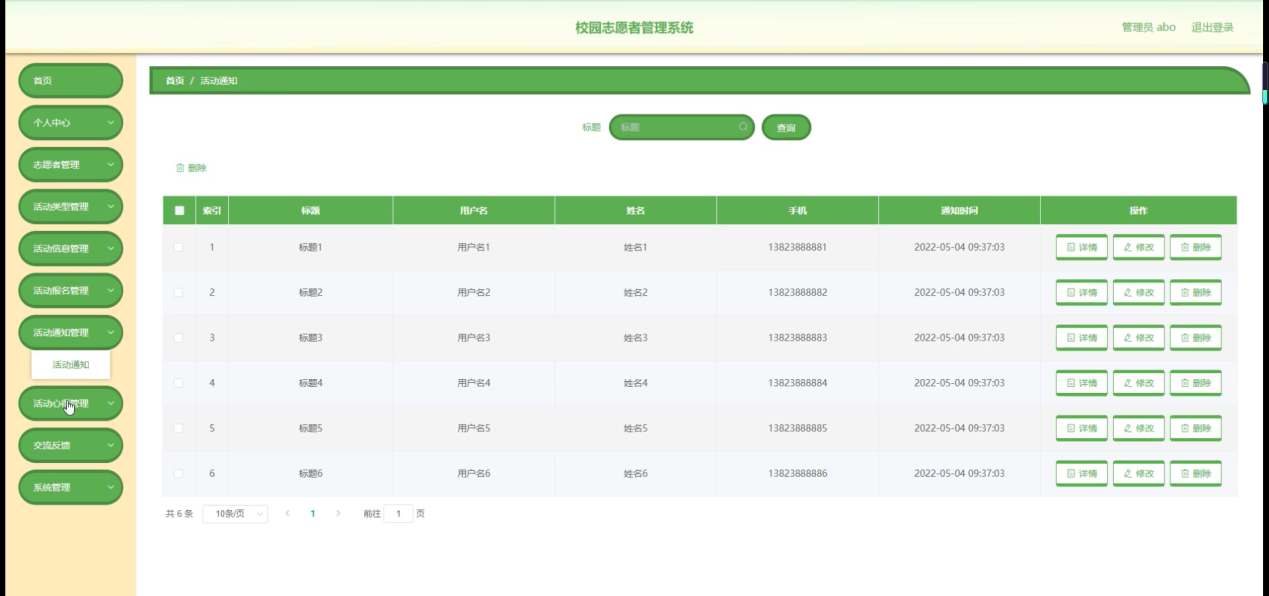 校园志愿者管理系统
管理员 abo 退出登录
首页
个人中心
志愿者管理
活动类型管理
活动信息管理
活动报名管理
活动通知管理
活动通知
活动心得管理
交流反馈
系统管理
首页 / 活动通知
标题 标题 查询
删除
索引 标题 用户名 姓名 手机 通知时间 操作
1 标题1 用户名1 姓名1 13823888881 2022-05-04 09:37:03 详情 修改 删除
2 标题2 用户名2 姓名2 13823888882 2022-05-04 09:37:03 详情 修改 删除
3 标题3 用户名3 姓名3 13823888883 2022-05-04 09:37:03 详情 修改 删除
4 标题4 用户名4 姓名4 13823888884 2022-05-04 09:37:03 详情 修改 删除
5 标题5 用户名5 姓名5 13823888885 2022-05-04 09:37:03 详情 修改 删除
6 标题6 用户名6 姓名6 13823888886 2022-05-04 09:37:03 详情 修改 删除
共 6 条 10条/页 1 前往 1 页